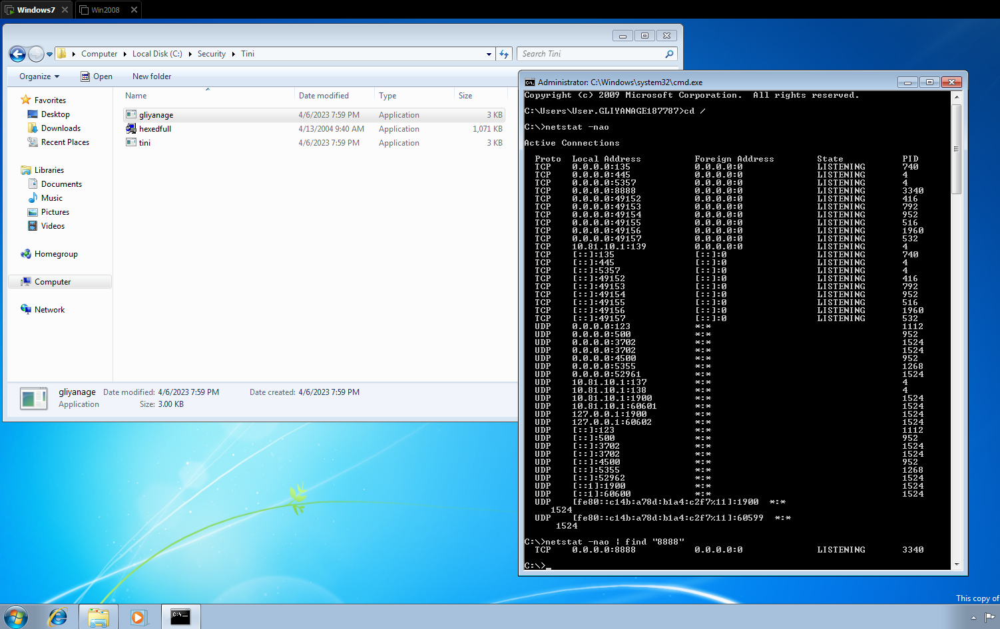 Windows7
Win2008
Computer Local Disk (C:) Security Tini
Search Tini
Organize Open New folder
Name Date modified Type Size
gliyanage 4/6/2023 7:59 PM Application 3 KB
hexedfull 4/13/2004 9:40 AM Application 1,071 KB
tini 4/6/2023 7:59 PM Application 3 KB
Favorites
Desktop
Downloads
Recent Places
Libraries
Documents
Music
Pictures
Videos
Homegroup
Computer
Network
gliyanage Date modified: 4/6/2023 7:59 PM Date created: 4/6/2023 7:59 PM
Application Size: 3.00 KB
Administrator: C:\Windows\system32\cmd.exe
Copyright (c) 2009 Microsoft Corporation. All rights reserved.
C:\Users\User.GLIYANAGE187787>cd /
C:\>netstat -nao
Active Connections
Proto Local Address Foreign Address State PID
TCP 0.0.0.0:135 0.0.0.0:0 LISTENING 740
TCP 0.0.0.0:445 0.0.0.0:0 LISTENING 4
TCP 0.0.0.0:5357 0.0.0.0:0 LISTENING 4
TCP 0.0.0.0:8888 0.0.0.0:0 LISTENING 3340
TCP 0.0.0.0:49152 0.0.0.0:0 LISTENING 416
TCP 0.0.0.0:49153 0.0.0.0:0 LISTENING 792
TCP 0.0.0.0:49154 0.0.0.0:0 LISTENING 952
TCP 0.0.0.0:49155 0.0.0.0:0 LISTENING 516
TCP 0.0.0.0:49156 0.0.0.0:0 LISTENING 1960
TCP 0.0.0.0:49157 0.0.0.0:0 LISTENING 532
TCP 10.81.10.1:139 0.0.0.0:0 LISTENING 4
TCP [::]:135 [::]:0 LISTENING 740
TCP [::]:445 [::]:0 LISTENING 4
TCP [::]:5357 [::]:0 LISTENING 4
TCP [::]:49152 [::]:0 LISTENING 416
TCP [::]:49153 [::]:0 LISTENING 792
TCP [::]:49154 [::]:0 LISTENING 952
TCP [::]:49155 [::]:0 LISTENING 516
TCP [::]:49156 [::]:0 LISTENING 1960
TCP [::]:49157 [::]:0 LISTENING 532
UDP 0.0.0.0:123 *:* 1112
UDP 0.0.0.0:500 *:* 952
UDP 0.0.0.0:3702 *:* 1524
UDP 0.0.0.0:3702 *:* 1524
UDP 0.0.0.0:4500 *:* 952
UDP 0.0.0.0:5355 *:* 1268
UDP 0.0.0.0:52961 *:* 1524
UDP 10.81.10.1:137 *:* 4
UDP 10.81.10.1:138 *:* 4
UDP 10.81.10.1:1900 *:* 1524
UDP 10.81.10.1:60601 *:* 1524
UDP 127.0.0.1:1900 *:* 1524
UDP 127.0.0.1:60602 *:* 1524
UDP [::]:123 *:* 1112
UDP [::]:500 *:* 952
UDP [::]:3702 *:* 1524
UDP [::]:3702 *:* 1524
UDP [::]:4500 *:* 952
UDP [::]:5355 *:* 1268
UDP [::]:52962 *:* 1524
UDP [::1]:1900 *:* 1524
UDP [::1]:60600 *:* 1524
UDP [fe80::c14b:a78d:b1a4:c2f7%11]:1900 *:*
1524
UDP [fe80::c14b:a78d:b1a4:c2f7%11]:60599 *:*
1524
C:\>netstat -nao | find "8888"
TCP 0.0.0.0:8888 0.0.0.0:0 LISTENING 3340
C:\>_
This copy of